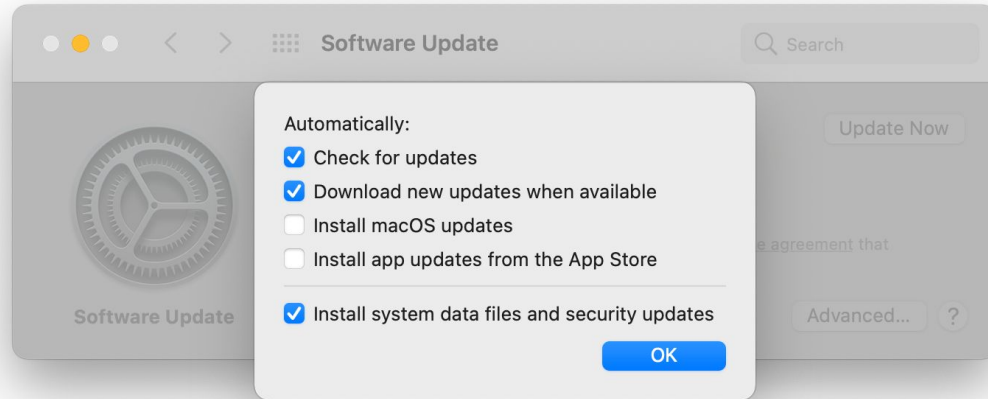 Software Update
Search
Automatically:
Check for updates
Update Now
Download new updates when available
Install macOS updates
Install app updates from the App Store
e agreement that
Software Update
Install system data files and security updates
Advanced... ?
OK